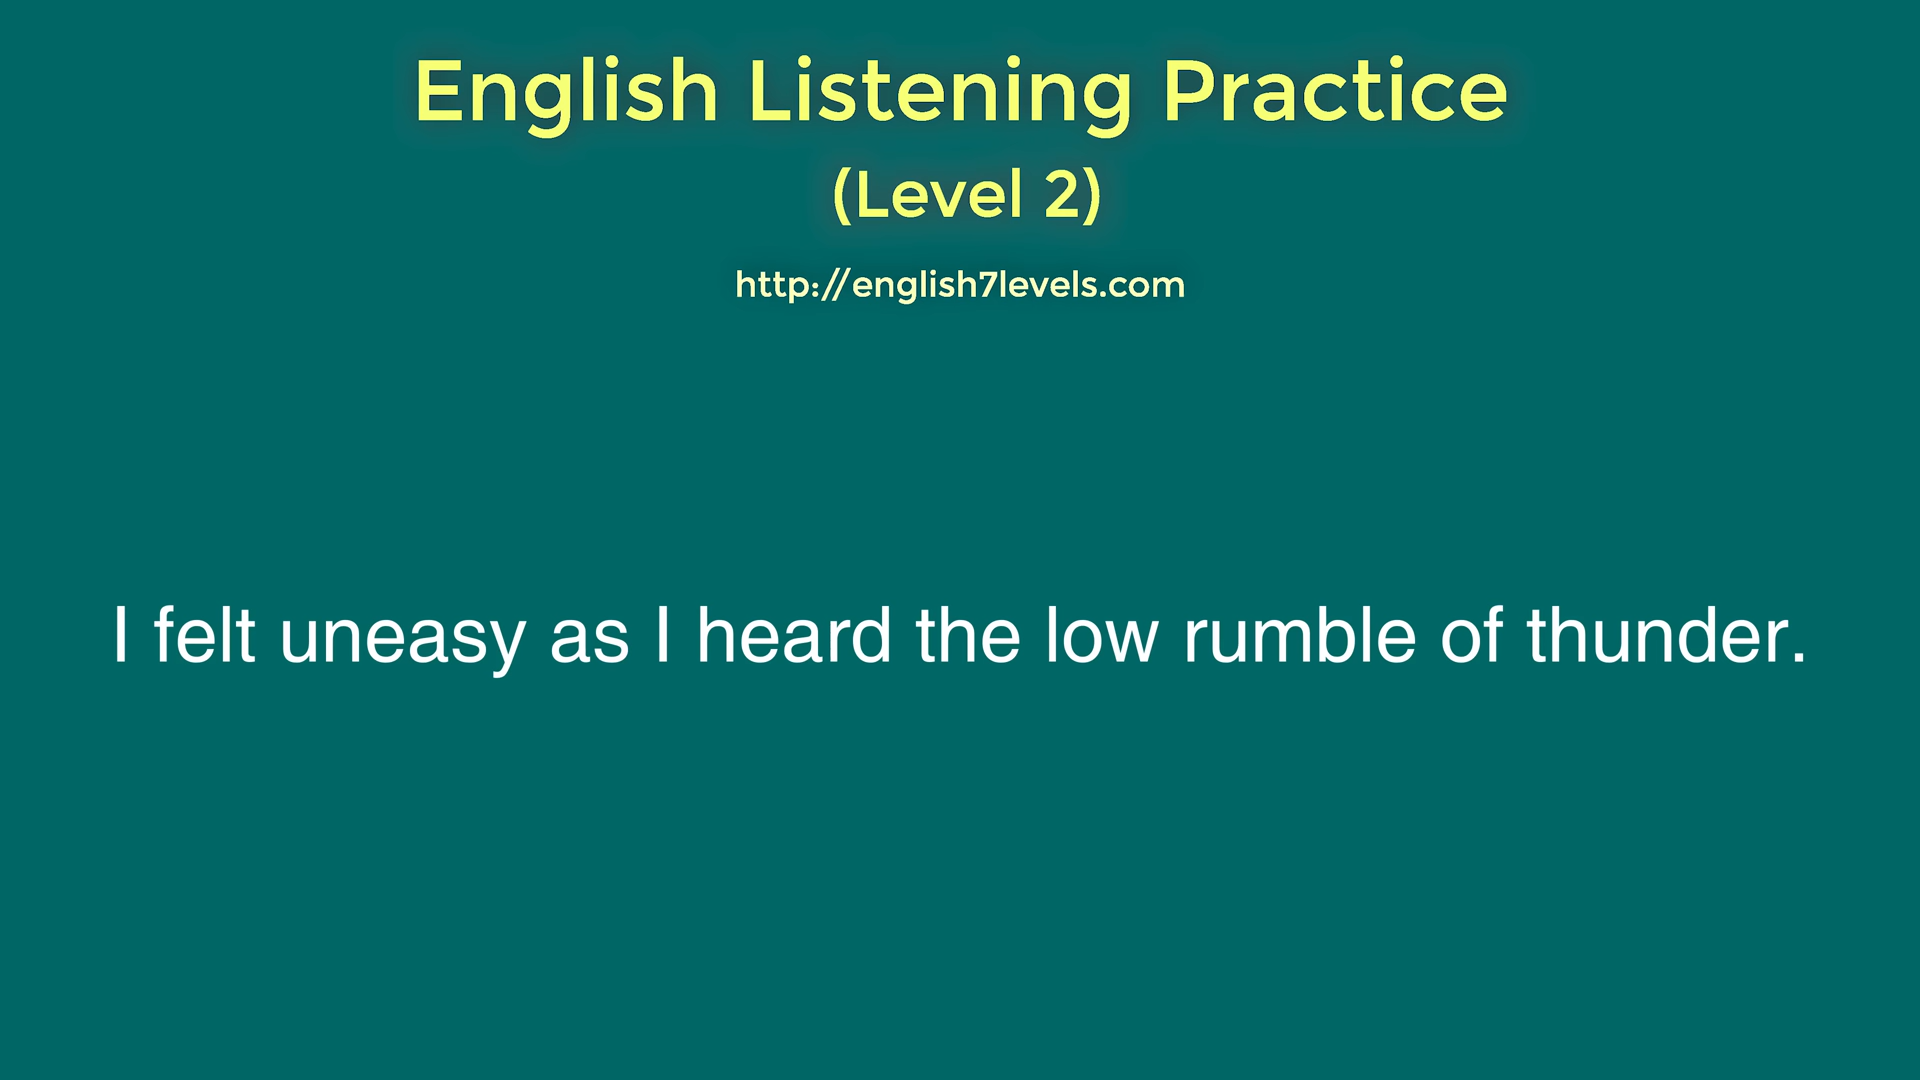 English Listening Practice
(Level 2)
http://english7levels.com
I felt uneasy as I heard the low rumble of thunder.